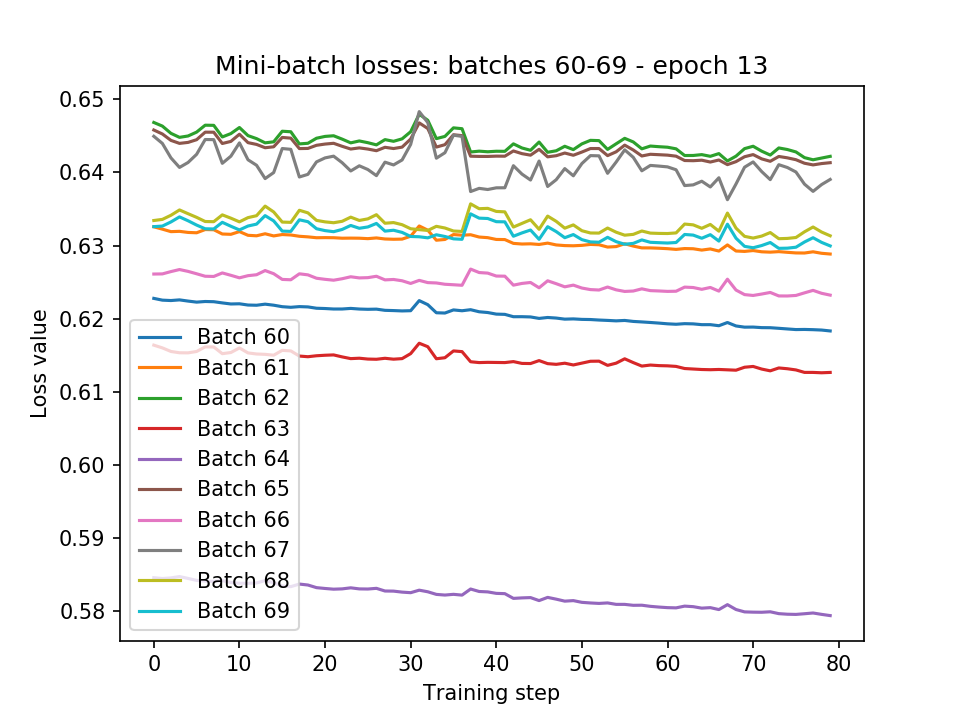 Mini-batch losses: batches 60-69 - epoch 13
0.65
0.64
0.63
0.62
0.61
0.60
0.59
0.58
Loss value
Batch 60
Batch 61
Batch 62
Batch 63
Batch 64
Batch 65
Batch 66
Batch 67
Batch 68
Batch 69
0 10 20 30 40 50 60 70 80
Training step